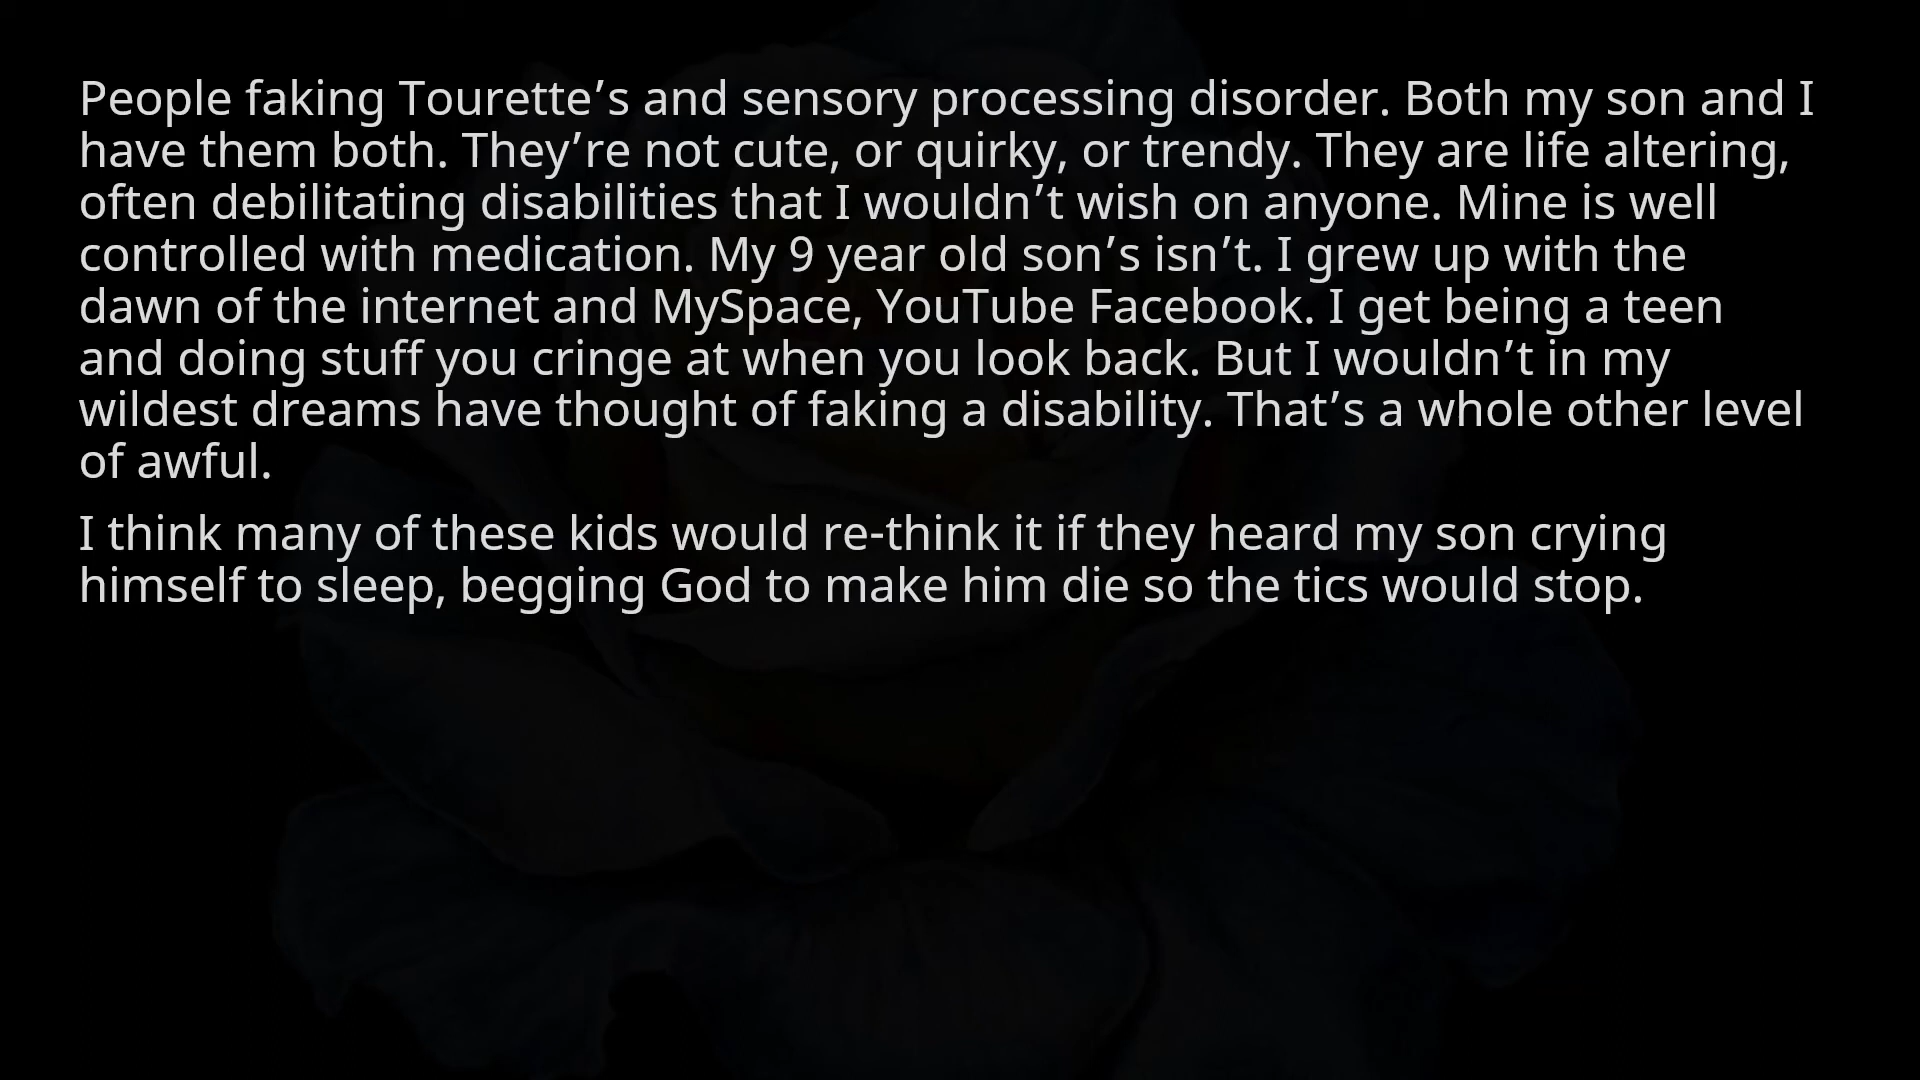 People faking Tourette’s and sensory processing disorder. Both my son and I
have them both. They’re not cute, or quirky, or trendy. They are life altering,
often debilitating disabilities that I wouldn’t wish on anyone. Mine is well
controlled with medication. My 9 year old son’s isn’t. I grew up with the
dawn of the internet and MySpace, YouTube Facebook. I get being a teen
and doing stuff you cringe at when you look back. But I wouldn’t in my
wildest dreams have thought of faking a disability. That’s a whole other level
of awful.
I think many of these kids would re-think it if they heard my son crying
himself to sleep, begging God to make him die so the tics would stop.